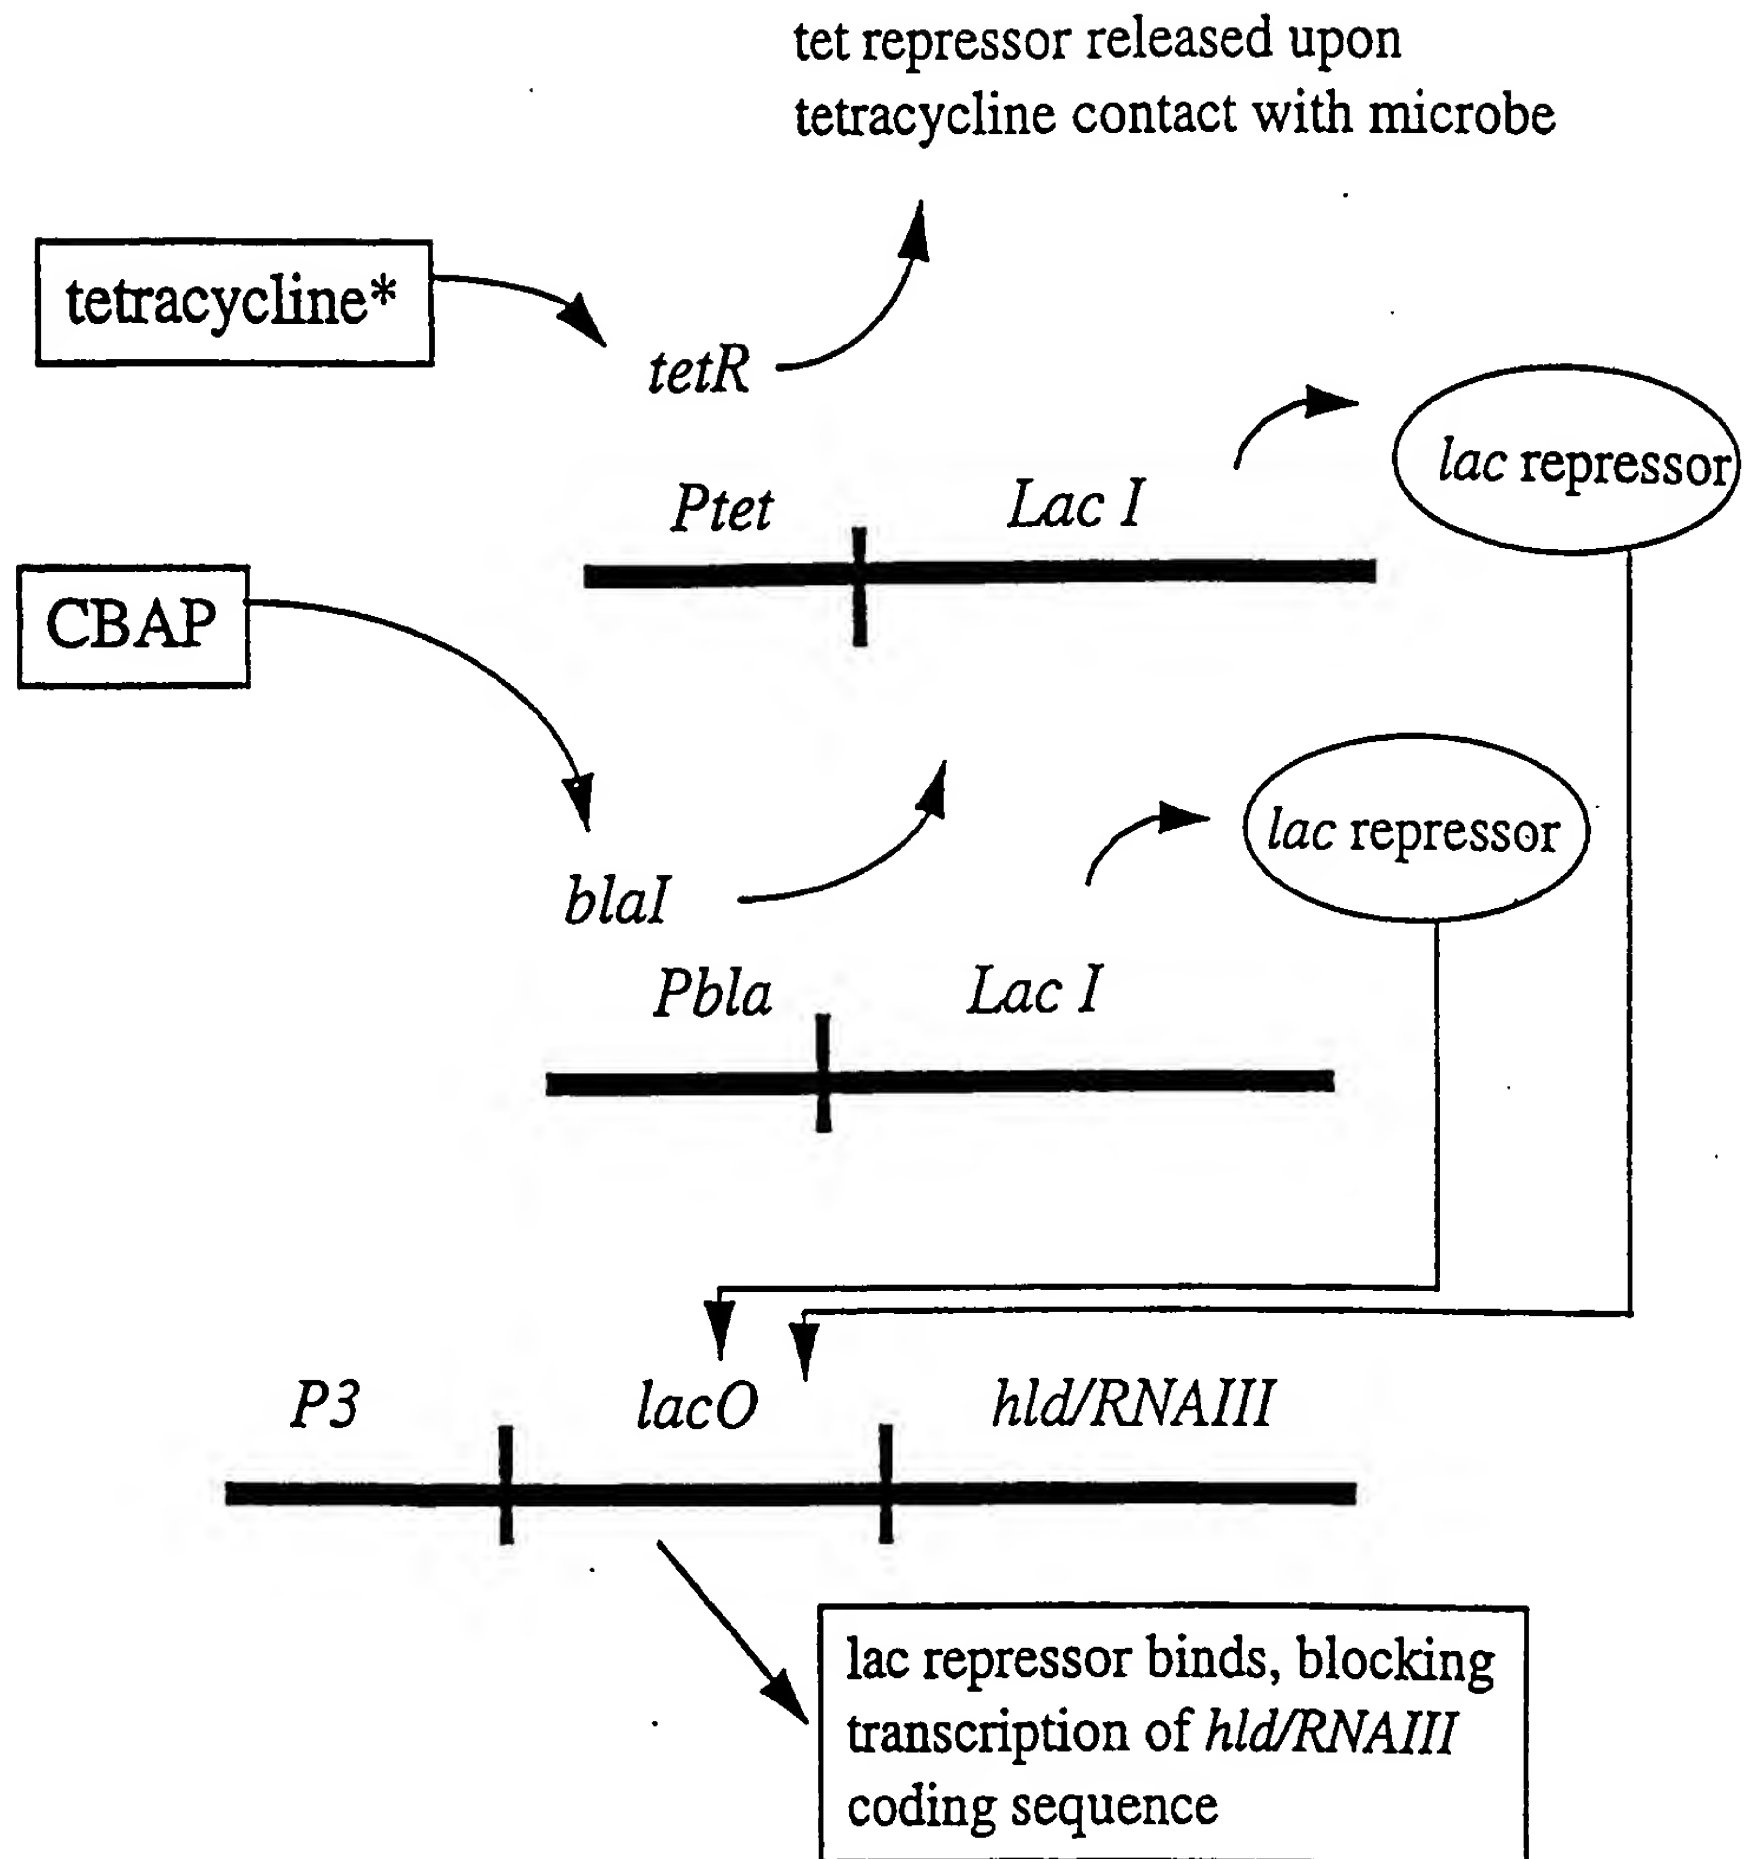 tet repressor released upon
tetracycline contact with microbe
tetracycline*
tetR
lac repressor
Ptet
Lac I
CBAP
lac repressor
blaI
Pbla
Lac I
P3
lacO
hld/RNAIII
lac repressor binds, blocking
transcription of hld/RNAIII
coding sequence